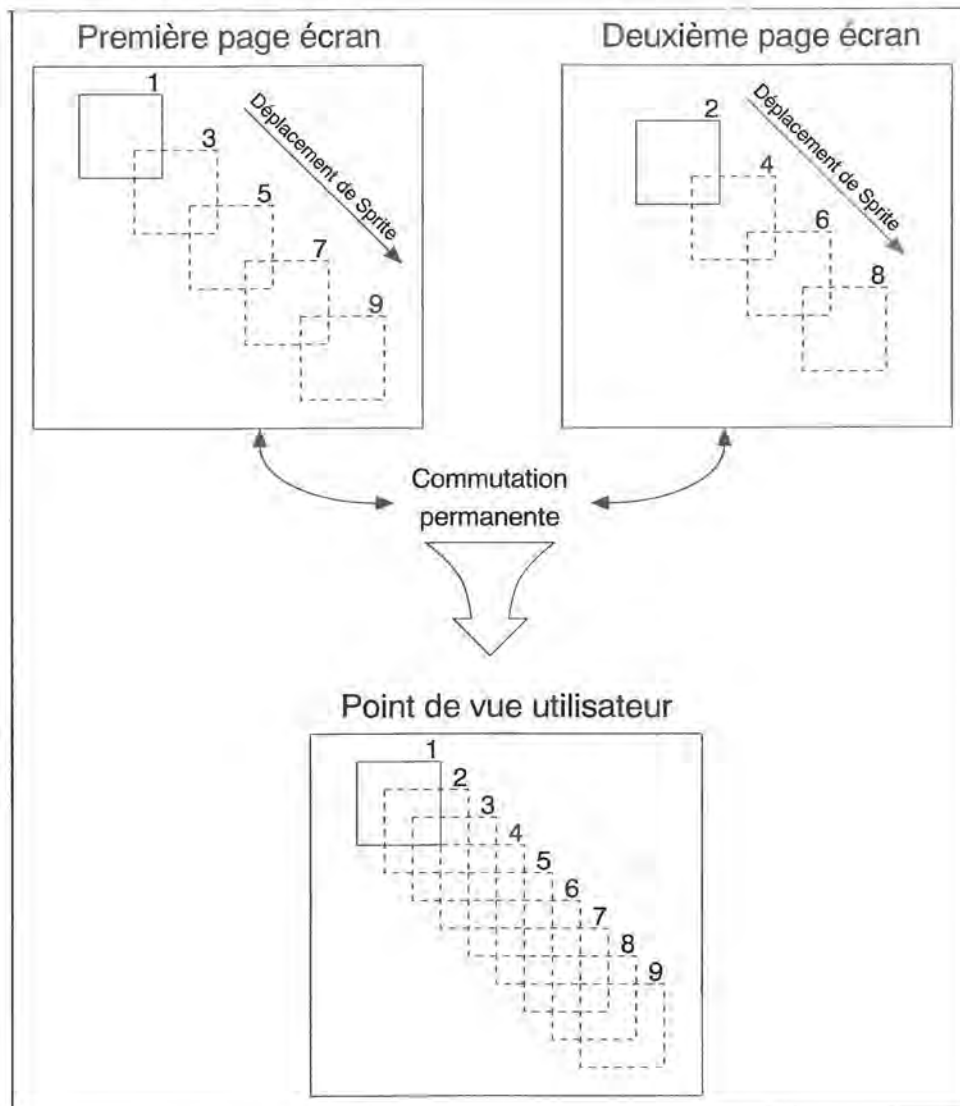 Première page écran
Deuxième page écran
1
3
5
7
9
Déplacement de Sprite
2
4
6
8
Déplacement de Sprite
Commutation
permanente
Point de vue utilisateur
1
2
3
4
5
6
7
8
9